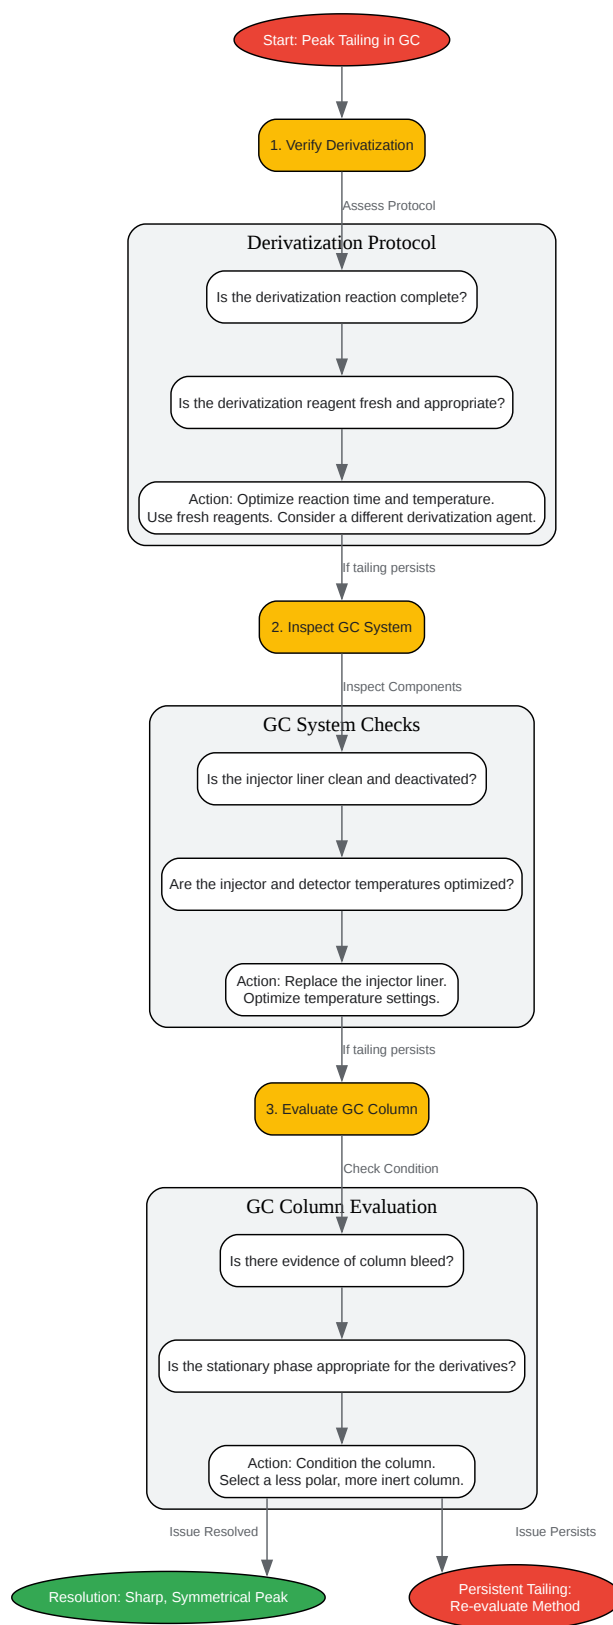 Start: Peak Tailing in GC
1. Verify Derivatization
Assess Protocol
Derivatization Protocol
Is the derivatization reaction complete?
Is the derivatization reagent fresh and appropriate?
Action: Optimize reaction time and temperature.
Use fresh reagents. Consider a different derivatization agent.
If tailing persists
2. Inspect GC System
Inspect Components
GC System Checks
Is the injector liner clean and deactivated?
Are the injector and detector temperatures optimized?
Action: Replace the injector liner.
Optimize temperature settings.
If tailing persists
3. Evaluate GC Column
Check Condition
GC Column Evaluation
Is there evidence of column bleed?
Is the stationary phase appropriate for the derivatives?
Action: Condition the column.
Select a less polar, more inert column.
Issue Resolved
Issue Persists
Resolution: Sharp, Symmetrical Peak
Persistent Tailing:
Re-evaluate Method